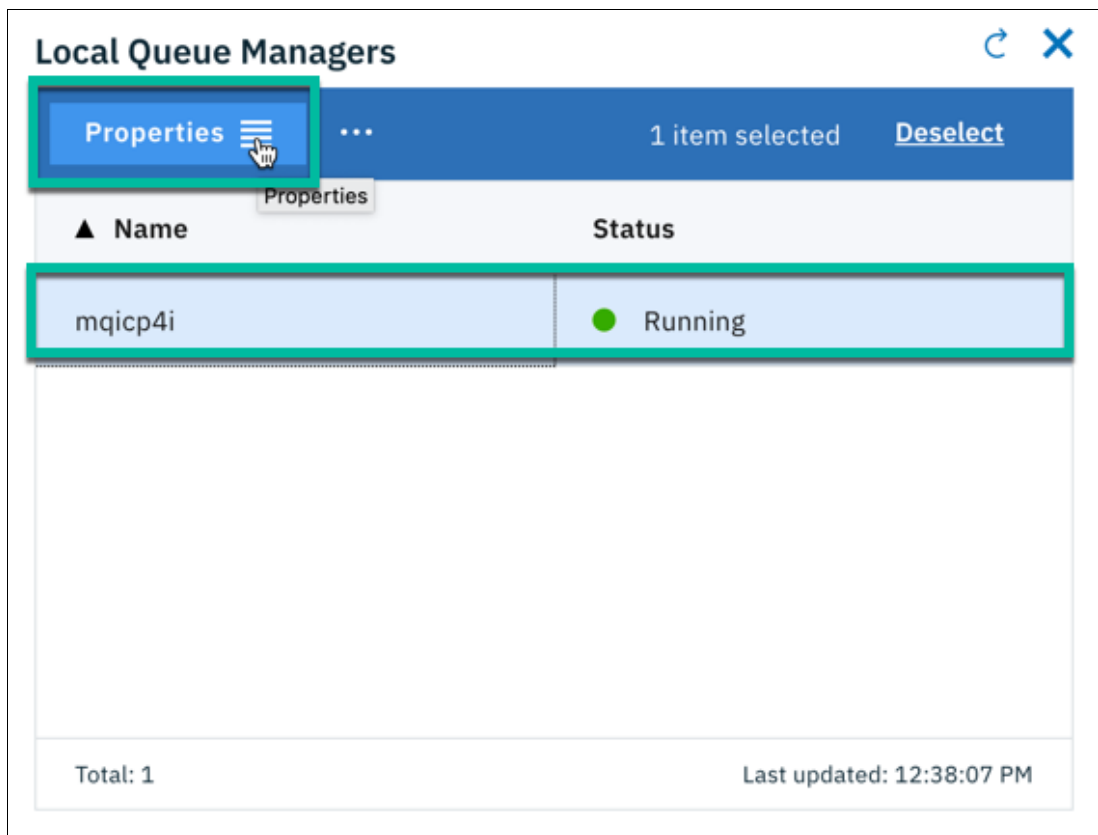 Local Queue Managers
Properties ... 1 item selected Deselect
Properties
▲ Name Status
mqicp4i Running
Total: 1 Last updated: 12:38:07 PM